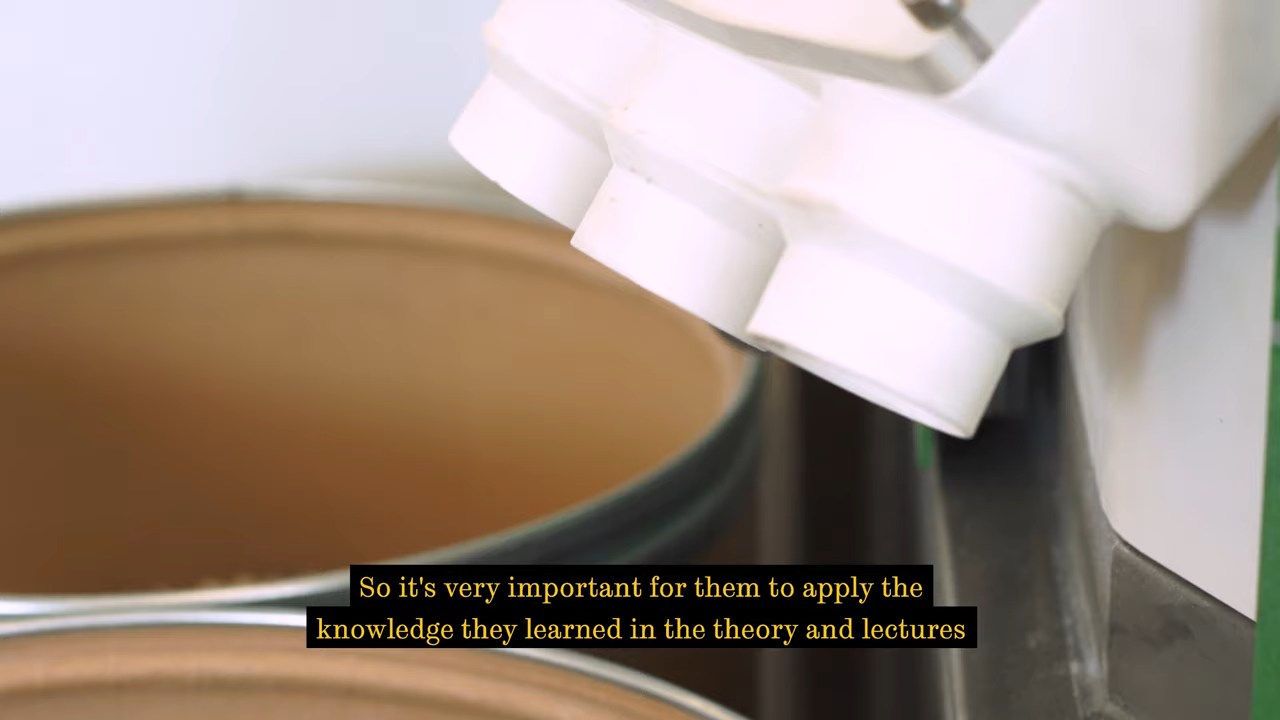 So it's very important for them to apply the
knowledge they learned in the theory and lectures